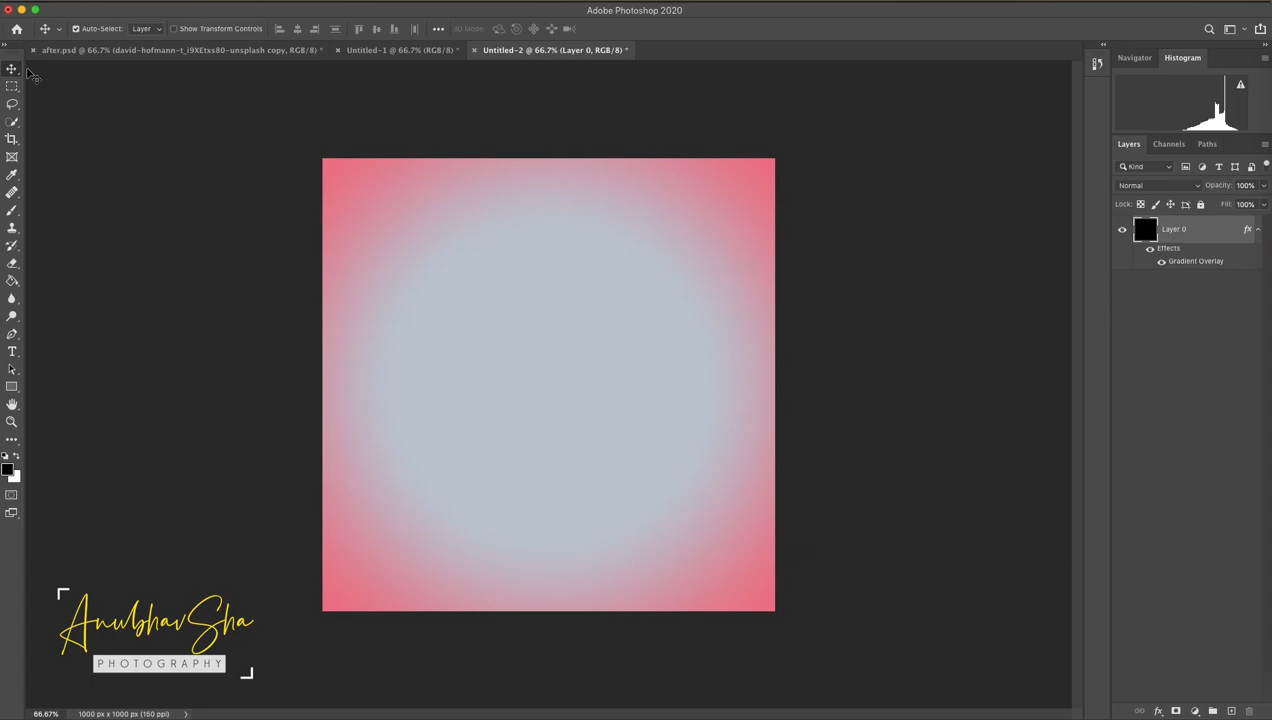 Adobe Photoshop 2020
Auto-Select: Layer Show Transform Controls 3D Mode:
after.psd @ 66.7% (david-hofmann-t_i9XEtxs80-unsplash copy, RGB/8) * Untitled-1 @ 66.7% (RGB/8) * Untitled-2 @ 66.7% (Layer 0, RGB/8) *
Navigator Histogram
Layers Channels Paths
Kind
Normal Opacity: 100%
Lock: Fill: 100%
Layer 0 fx
Effects
Gradient Overlay
AnubhavSha
PHOTOGRAPHY
66.67% 1000 px x 1000 px (150 ppi)